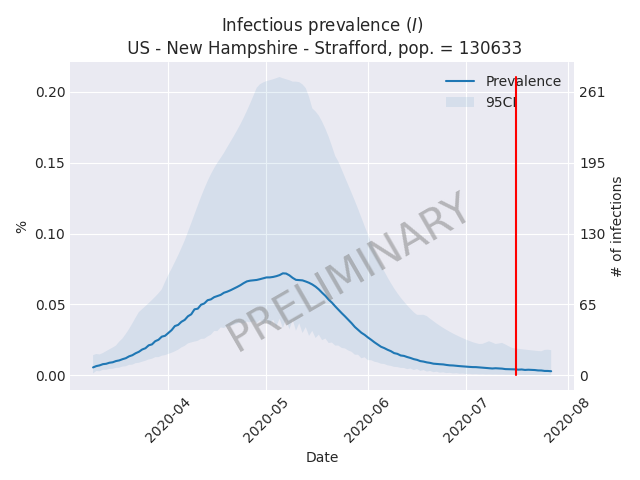 Infectious prevalence (I)
US - New Hampshire - Strafford, pop. = 130633
Prevalence
95CI
0.20
0.15
0.10
0.05
0.00
%
261
195
130
65
0
# of infections
PRELIMINARY
2020-04
2020-05
2020-06
2020-07
2020-08
Date